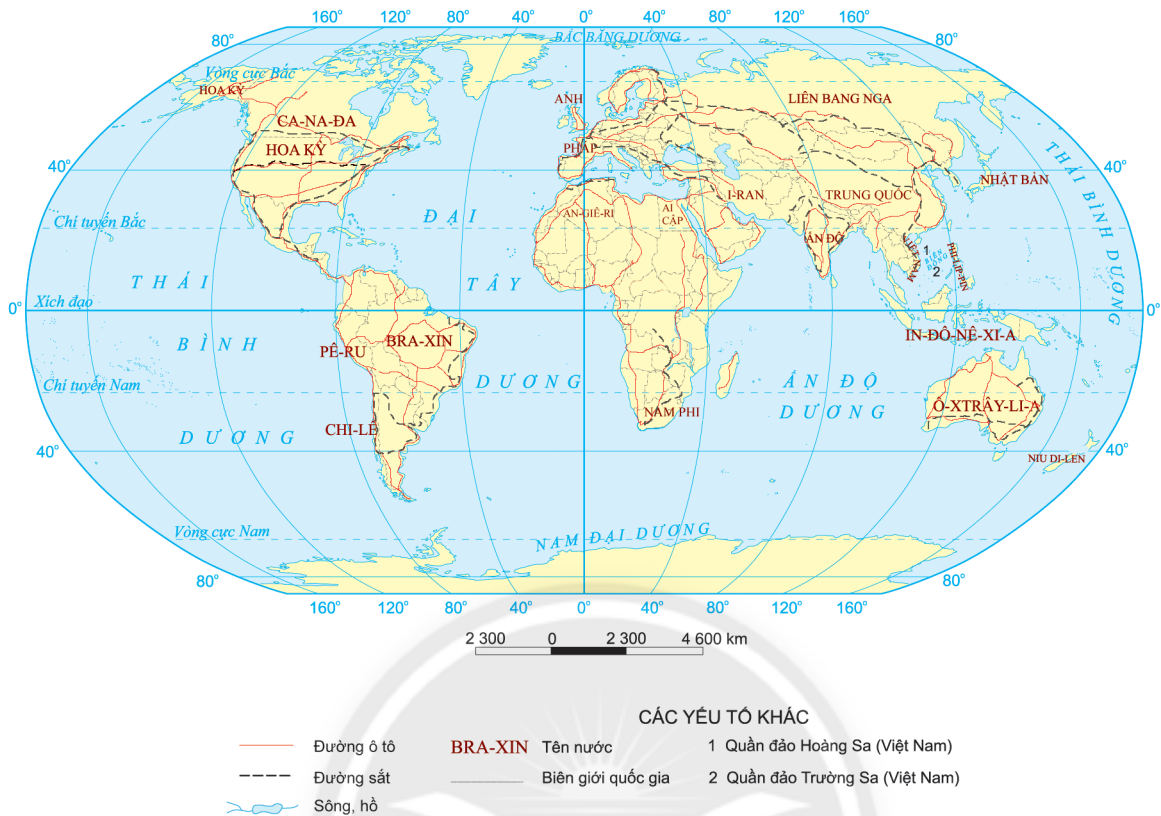 160° 120° 80° 40° 0° 40° 80° 120° 160°
BẮC BĂNG DƯƠNG
80° 80°
Vòng cực Bắc
HOA KỲ
ANH
LIÊN BANG NGA
CA-NA-ĐA
HOA KỲ
PHÁP
40° 40°
NHẬT BẢN
THÁI BÌNH DƯƠNG
I-RAN
TRUNG QUỐC
AN-GIÊ-RI
AI
CẬP
ĐẠI
Chí tuyến Bắc
ẤN ĐỘ
VIỆT NAM
1
BIỂN
ĐÔNG
2
PHI-LIP-PIN
THÁI
TÂY
Xích đạo
0° 0°
IN-ĐÔ-NÊ-XI-A
BÌNH
PÊ-RU
BRA-XIN
DƯƠNG
ẤN ĐỘ
Chí tuyến Nam
DƯƠNG
NAM PHI
Ô-XTRÂY-LI-A
CHI-LÊ
DƯƠNG
40° 40°
NIU DI-LEN
Vòng cực Nam
NAM ĐẠI DƯƠNG
80° 80°
160° 120° 80° 40° 0° 40° 80° 120° 160°
2 300 0 2 300 4 600 km
CÁC YẾU TỐ KHÁC
Đường ô tô BRA-XIN Tên nước 1 Quần đảo Hoàng Sa (Việt Nam)
Đường sắt Biên giới quốc gia 2 Quần đảo Trường Sa (Việt Nam)
Sông, hồ